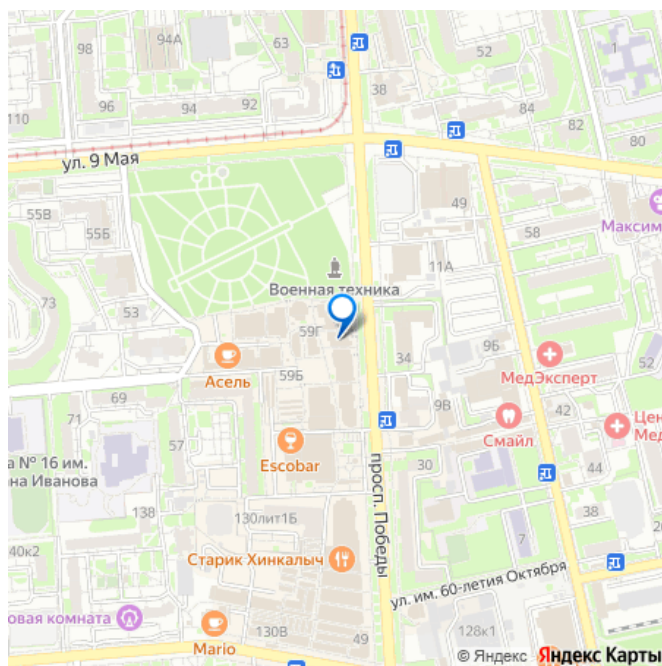 98
94А
63
52
1
110
96
94
92
38
84
82
80
ул. 9 Мая
55В
55Б
49
58
Максим
11А
Военная техника
73
53
59Г
34
9Б
МедЭксперт
52
Асель
59Б
69
71
57
9В
Смайл
42
Цен
Мед
Escobar
а № 16 им.
ана Иванова
30
44
просп. Победы
138
130лит1Б
7
38
40к2
Старик Хинкалыч
ул. им. 60-летия Октября
овая комната
Mario
130В
49
128к1
© Яндекс Яндекс Карты